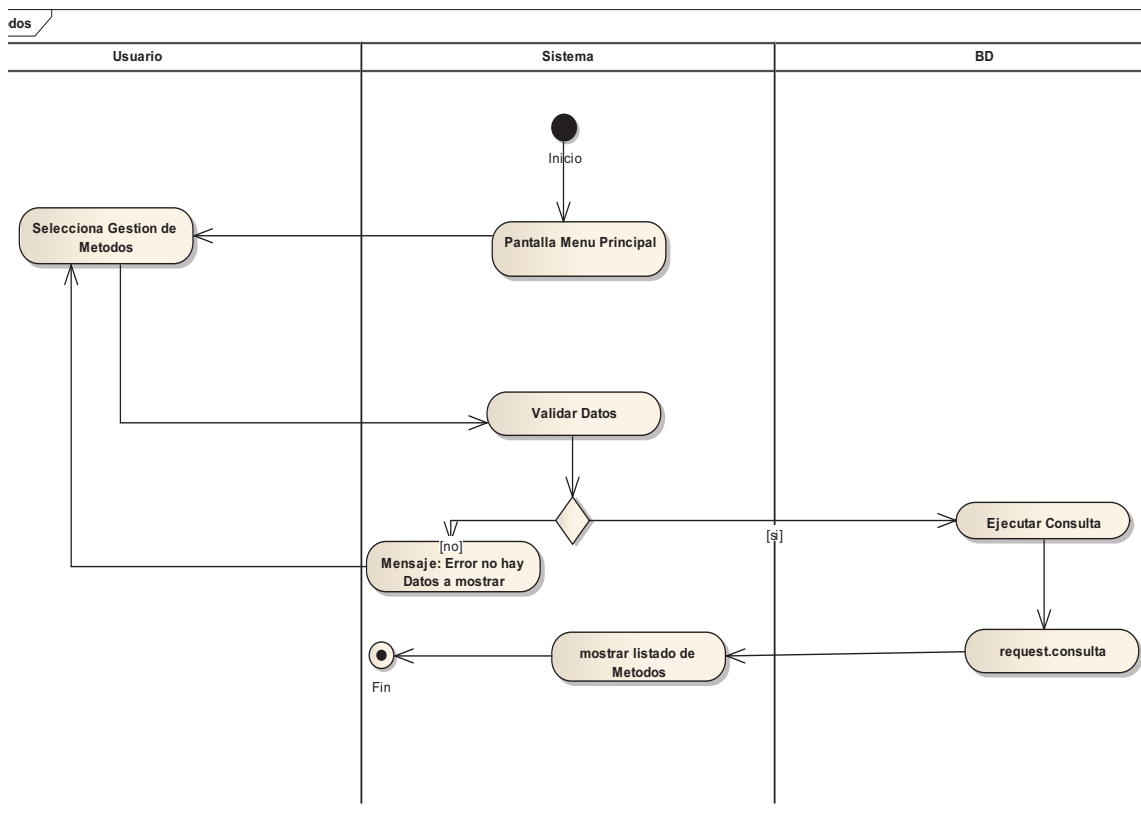 dos
Usuario
Sistema
BD
Inicio
Selecciona Gestion de
Metodos
Pantalla Menu Principal
Validar Datos
[no]
[si]
Ejecutar Consulta
Mensaje: Error no hay
Datos a mostrar
mostrar listado de
Metodos
request.consulta
Fin